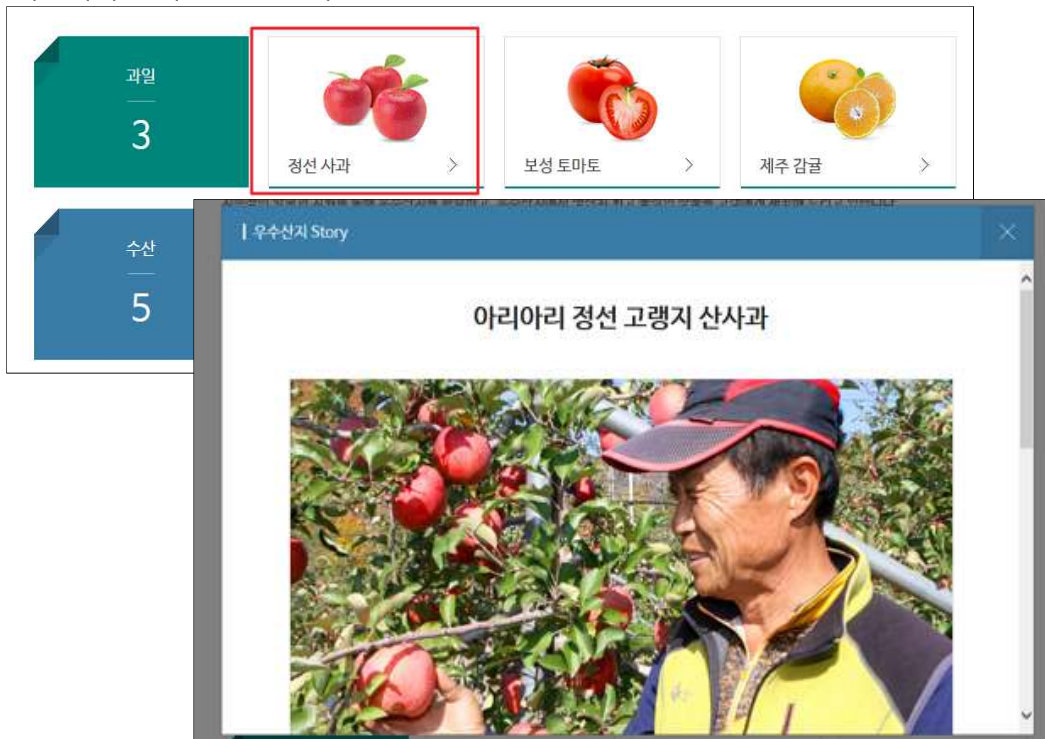 과일
3
정선 사과 >
보성 토마토 >
제주 감귤 >
수산
5
우수산지 Story
아리아리 정선 고랭지 산사과